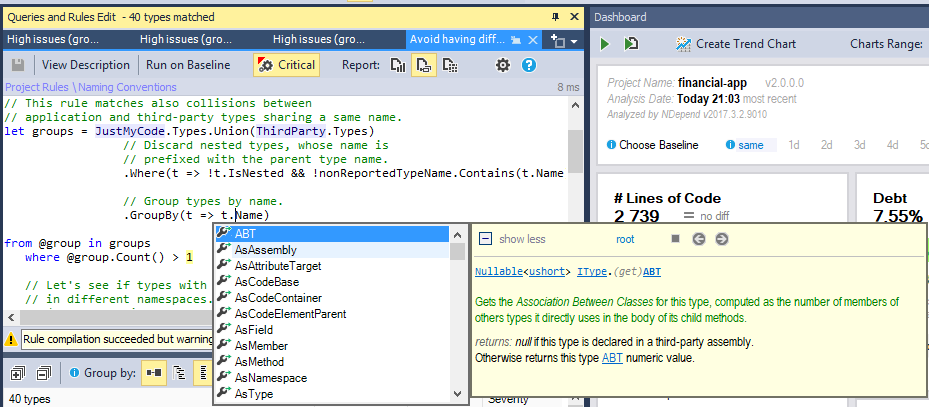 Queries and Rules Edit - 40 types matched
High issues (gro...
High issues (gro...
High issues (gro...
Avoid having diff...
View Description
Run on Baseline
Critical
Report:
Project Rules \ Naming Conventions
8 ms
// This rule matches also collisions between
// application and third-party types sharing a same name.
let groups = JustMyCode.Types.Union(ThirdParty.Types)
// Discard nested types, whose name is
// prefixed with the parent type name.
.Where(t => !t.IsNested && !nonReportedTypeName.Contains(t.Name
// Group types by name.
.GroupBy(t => t.Name)
from @group in groups
where @group.Count() > 1
// Let's see if types with
// in different namespaces.
Rule compilation succeeded but warning
Group by:
40 types
ABT
AsAssembly
AsAttributeTarget
AsCodeBase
AsCodeContainer
AsCodeElementParent
AsField
AsMember
AsMethod
AsNamespace
AsType
Dashboard
Create Trend Chart
Charts Range:
Project Name: financial-app v2.0.0.0
Analysis Date: Today 21:03 most recent
Analyzed by NDepend v2017.3.2.9010
Choose Baseline
same
1d
2d
3d
4d
# Lines of Code
2 739
= no diff
Debt
7.55%
show less
root
Nullable<ushort> IType.(get)ABT
Gets the Association Between Classes for this type, computed as the number of members of
others types it directly uses in the body of its child methods.
returns: null if this type is declared in a third-party assembly.
Otherwise returns this type ABT numeric value.